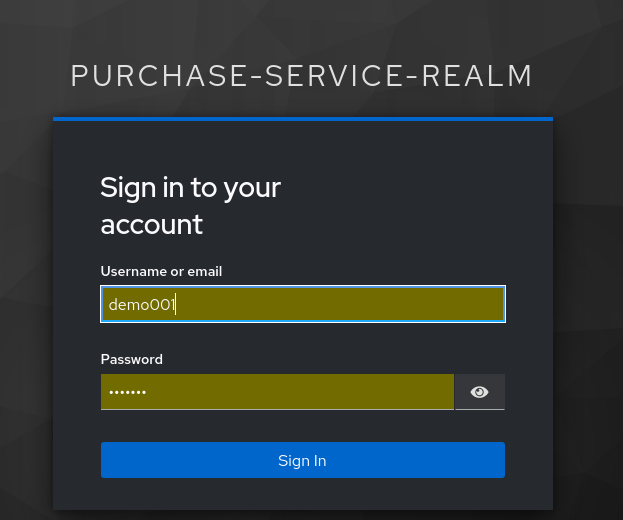 PURCHASE-SERVICE-REALM
Sign in to your
account
Username or email
demo001
Password
•••••••
Sign In